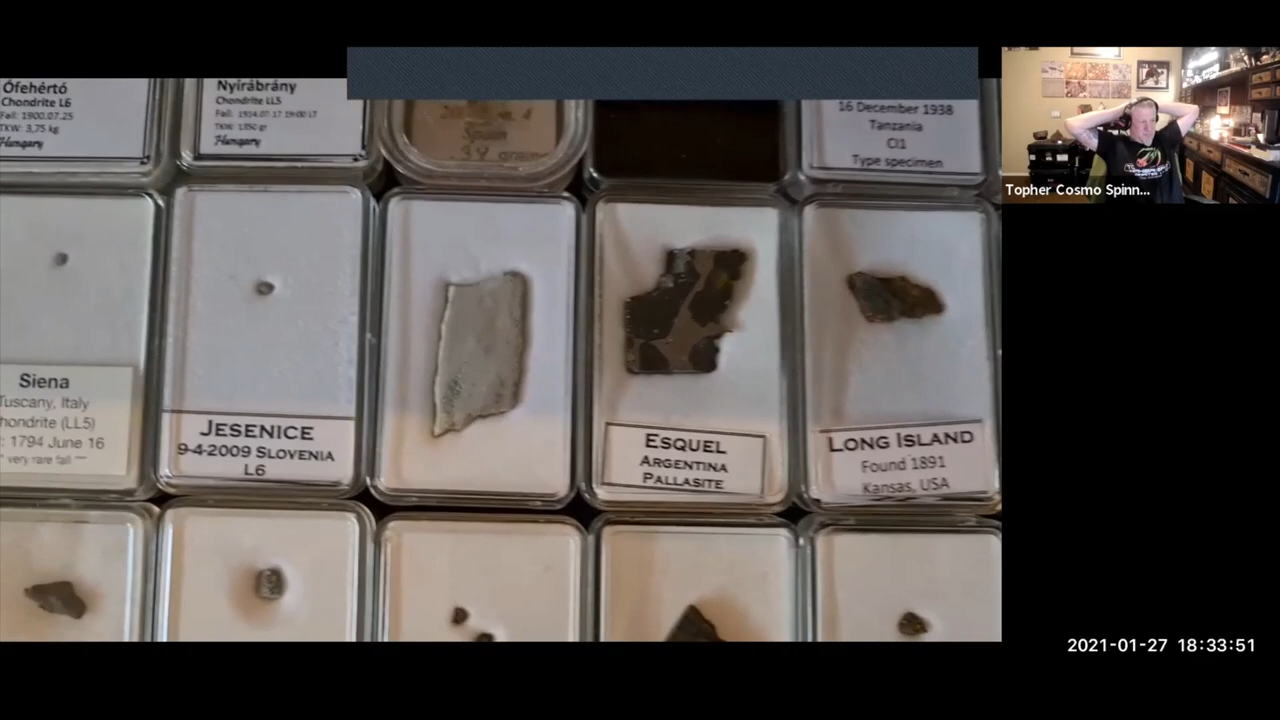 Ófehértó
Chondrite L6
Fall: 1900.07.25
TKW: 3,75 kg
Hungary
Nyírábrány
Chondrite LL5
Fall: 1914.07.17 19:00
TKW: 1350 gr
Hungary
Spain
16 December 1938
Tanzania
CI1
Type specimen
Topher Cosmo Spinn...
Siena
Tuscany, Italy
hondrite (LL5)
: 1794 June 16
very rare fall
JESENICE
9-4-2009 SLOVENIA
L6
ESQUEL
ARGENTINA
PALLASITE
LONG ISLAND
Found 1891
Kansas, USA
2021-01-27 18:33:51